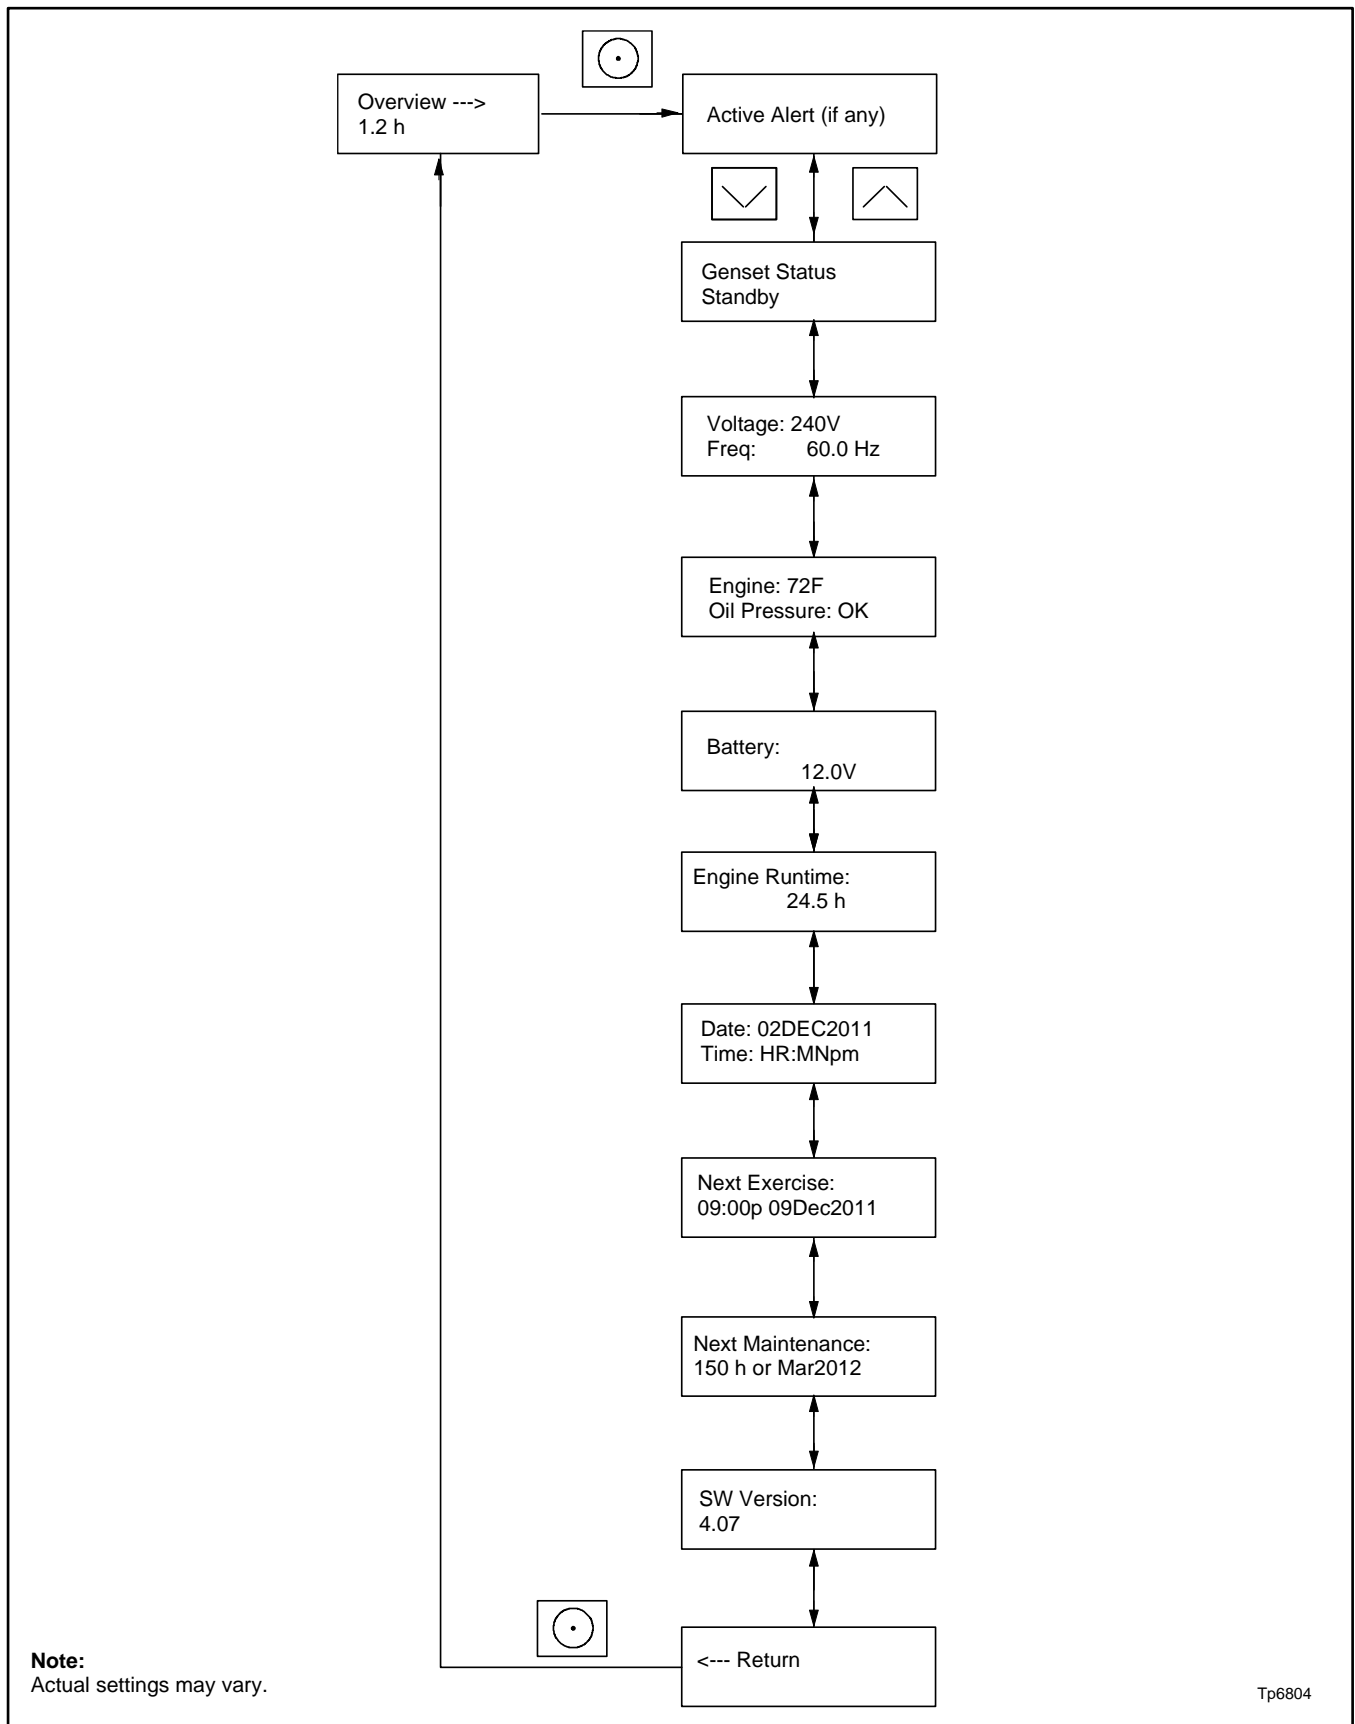 Overview --->
1.2 h
Active Alert (if any)
Genset Status
Standby
Voltage: 240V
Freq: 60.0 Hz
Engine: 72F
Oil Pressure: OK
Battery:
12.0V
Engine Runtime:
24.5 h
Date: 02DEC2011
Time: HR:MNpm
Next Exercise:
09:00p 09Dec2011
Next Maintenance:
150 h or Mar2012
SW Version:
4.07
<--- Return
Note:
Actual settings may vary.
Tp6804